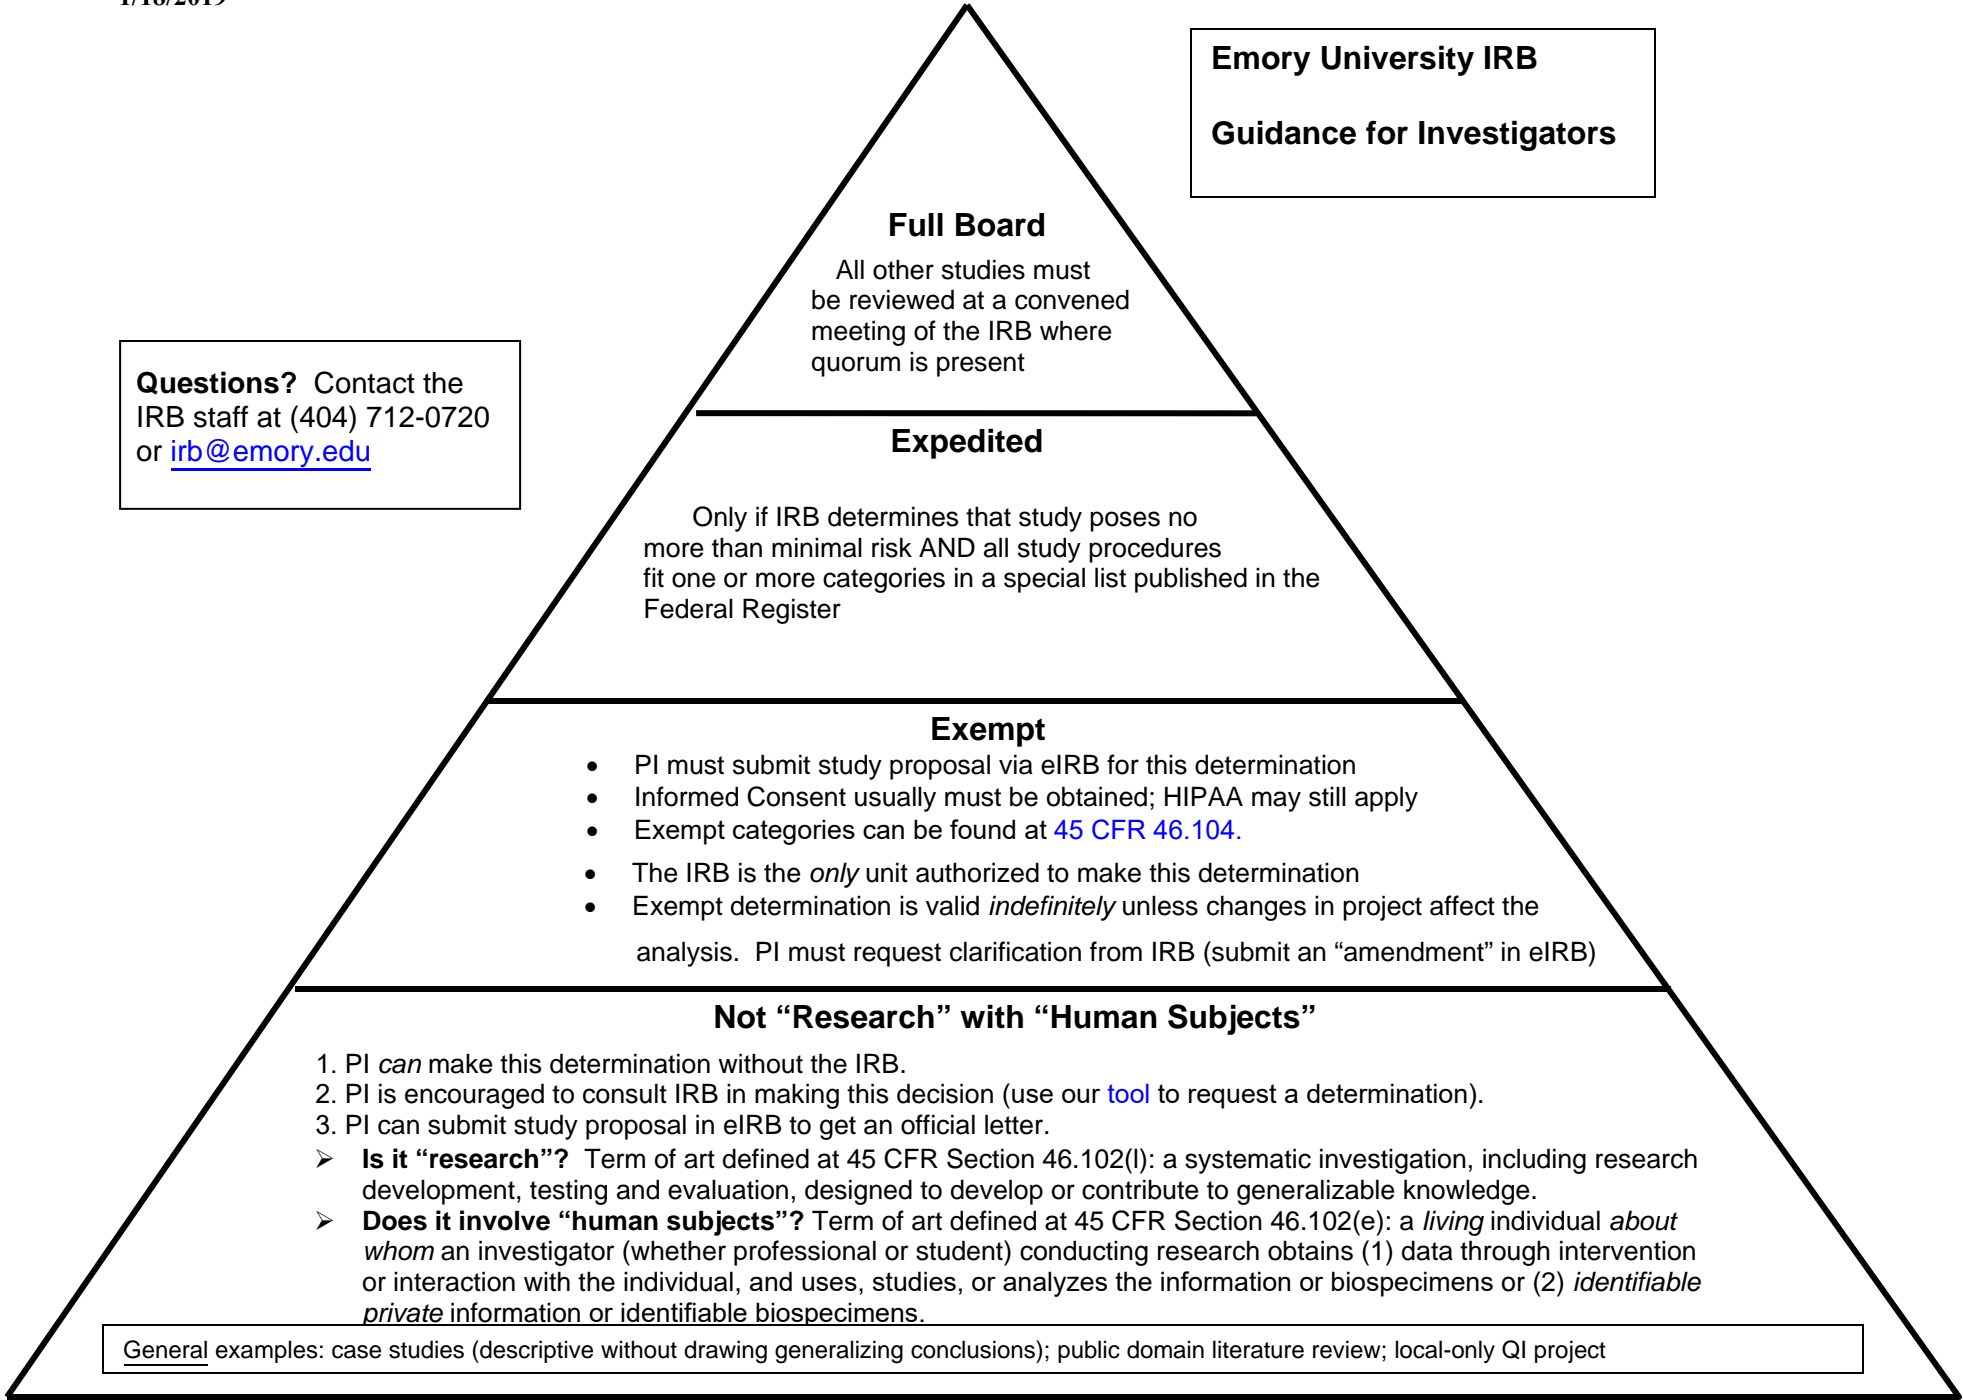 1/18/2019
Emory University IRB
Guidance for Investigators
Full Board
All other studies must
be reviewed at a convened
meeting of the IRB where
quorum is present
Questions? Contact the
IRB staff at (404) 712-0720
or irb@emory.edu
Expedited
Only if IRB determines that study poses no
more than minimal risk AND all study procedures
fit one or more categories in a special list published in the
Federal Register
Exempt
• PI must submit study proposal via eIRB for this determination
• Informed Consent usually must be obtained; HIPAA may still apply
• Exempt categories can be found at 45 CFR 46.104.
• The IRB is the only unit authorized to make this determination
• Exempt determination is valid indefinitely unless changes in project affect the
analysis. PI must request clarification from IRB (submit an “amendment” in eIRB)
Not “Research” with “Human Subjects”
1. PI can make this determination without the IRB.
2. PI is encouraged to consult IRB in making this decision (use our tool to request a determination).
3. PI can submit study proposal in eIRB to get an official letter.
➢ Is it “research”? Term of art defined at 45 CFR Section 46.102(l): a systematic investigation, including research
development, testing and evaluation, designed to develop or contribute to generalizable knowledge.
➢ Does it involve “human subjects”? Term of art defined at 45 CFR Section 46.102(e): a living individual about
whom an investigator (whether professional or student) conducting research obtains (1) data through intervention
or interaction with the individual, and uses, studies, or analyzes the information or biospecimens or (2) identifiable
private information or identifiable biospecimens.
General examples: case studies (descriptive without drawing generalizing conclusions); public domain literature review; local-only QI project